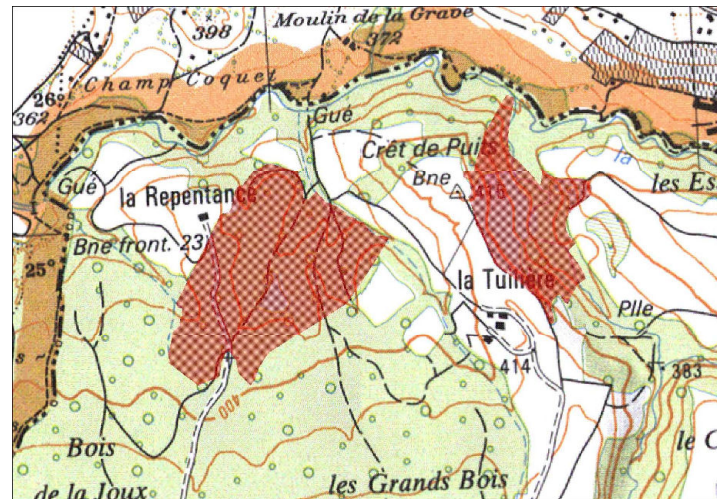 Moulin de la Grave
398
372
Champ Coquet
26°
362
Gué
Crêt de Puits
la
Gué
Bne
416
les Es
la Repentance
Bne front. 23
25°
la Tuilière
Plle
414
383
400
Bois
de la Joux
les Grands Bois
le C